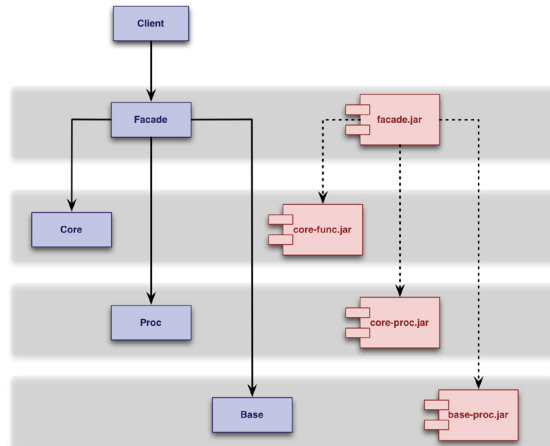 Client
Facade
facade.jar
Core
core-func.jar
Proc
core-proc.jar
Base
base-proc.jar